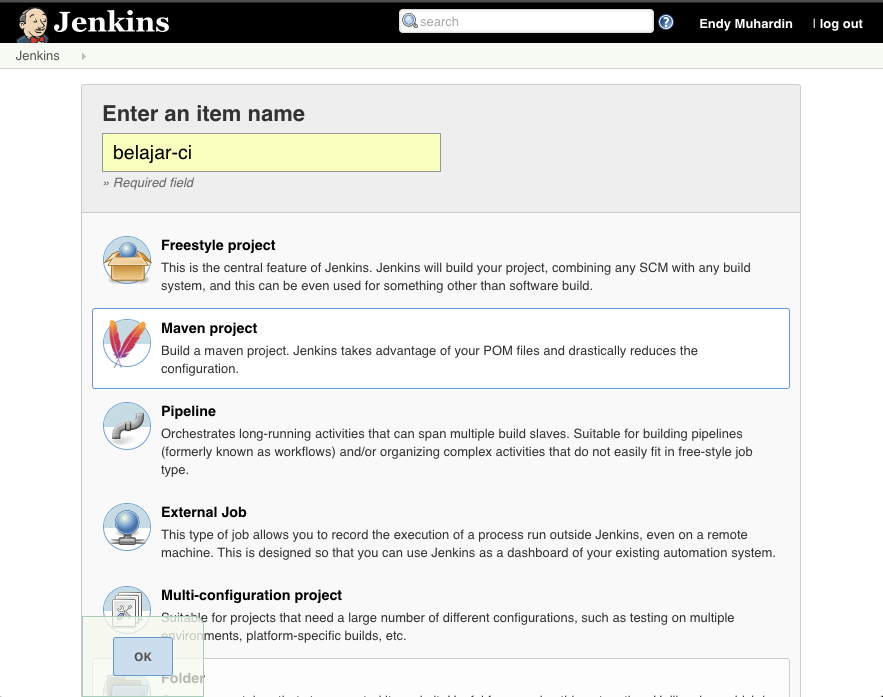 Jenkins
search
Endy Muhardin
| log out
Jenkins
Enter an item name
belajar-ci
» Required field
Freestyle project
This is the central feature of Jenkins. Jenkins will build your project, combining any SCM with any build
system, and this can be even used for something other than software build.
Maven project
Build a maven project. Jenkins takes advantage of your POM files and drastically reduces the
configuration.
Pipeline
Orchestrates long-running activities that can span multiple build slaves. Suitable for building pipelines
(formerly known as workflows) and/or organizing complex activities that do not easily fit in free-style job
type.
External Job
This type of job allows you to record the execution of a process run outside Jenkins, even on a remote
machine. This is designed so that you can use Jenkins as a dashboard of your existing automation system.
Multi-configuration project
Suitable for projects that need a large number of different configurations, such as testing on multiple
environments, platform-specific builds, etc.
OK
Folder